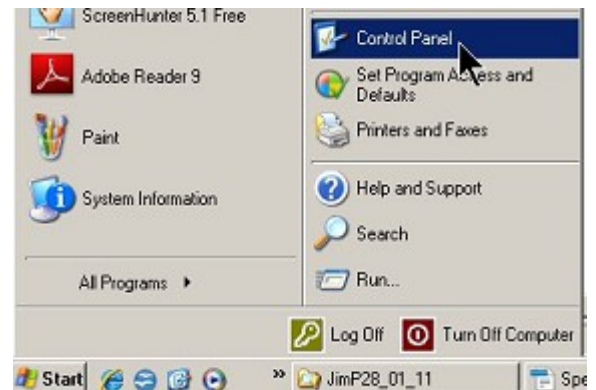 ScreenHunter 5.1 Free
Adobe Reader 9
Paint
System Information
All Programs
Control Panel
Set Program Access and
Defaults
Printers and Faxes
Help and Support
Search
Run...
Log Off
Turn Off Computer
Start
»
JimP28_01_11
Spe